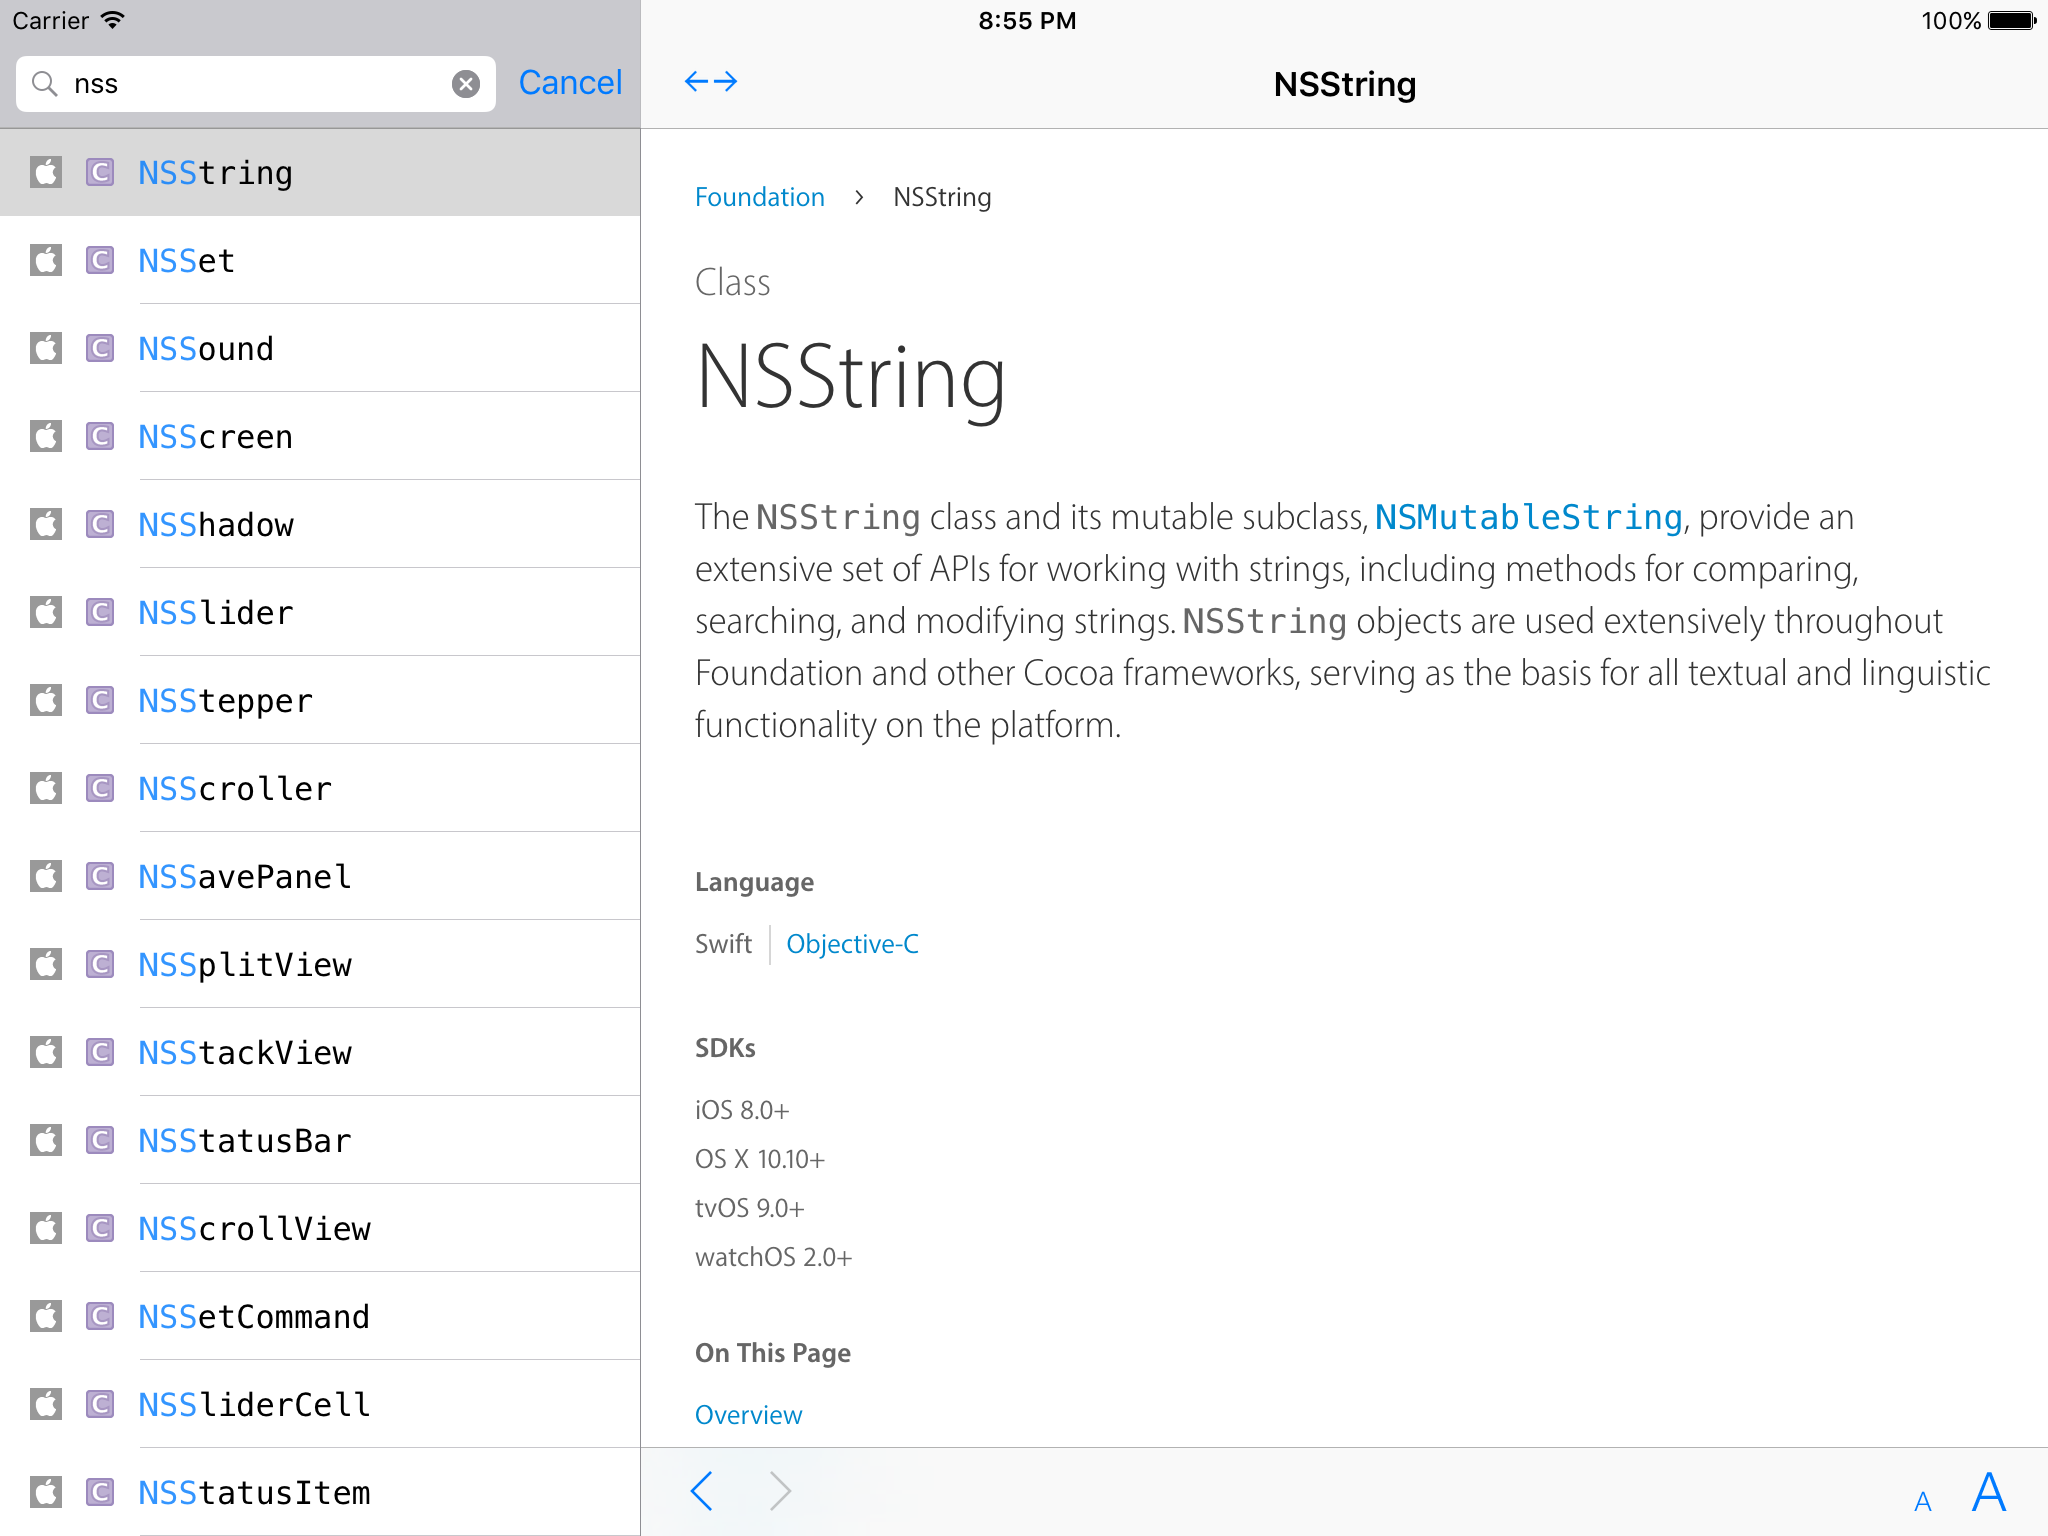 Carrier
8:55 PM
100%
nss
Cancel
NSString
C NSString
C NSSet
C NSSound
C NSScreen
C NSShadow
C NSSlider
C NSStepper
C NSScroller
C NSSavePanel
C NSSplitView
C NSStackView
C NSStatusBar
C NSScrollView
C NSSetCommand
C NSSliderCell
C NSStatusItem
Foundation > NSString
Class
NSString
The NSString class and its mutable subclass, NSMutableString, provide an
extensive set of APIs for working with strings, including methods for comparing,
searching, and modifying strings. NSString objects are used extensively throughout
Foundation and other Cocoa frameworks, serving as the basis for all textual and linguistic
functionality on the platform.
Language
Swift Objective-C
SDKs
iOS 8.0+
OS X 10.10+
tvOS 9.0+
watchOS 2.0+
On This Page
Overview
A A